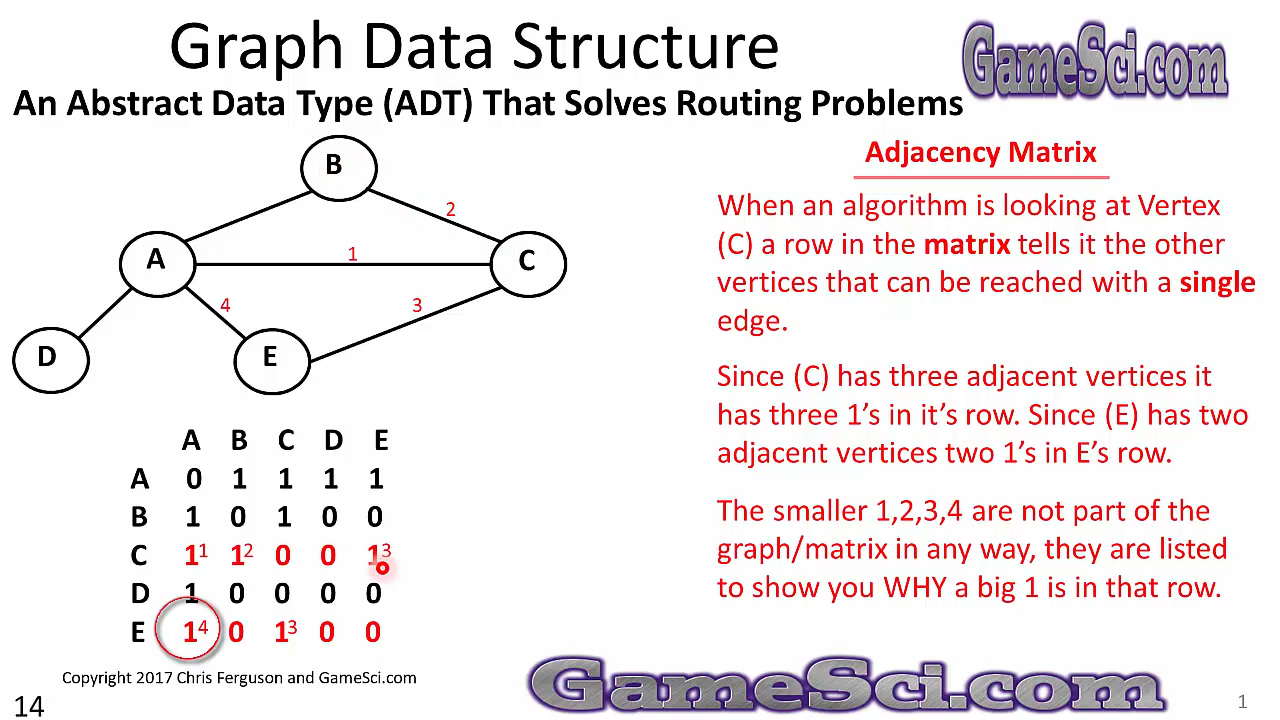 Graph Data Structure
GameSci.com
An Abstract Data Type (ADT) That Solves Routing Problems
B
2
A
1
C
4
3
D
E
Adjacency Matrix
When an algorithm is looking at Vertex
(C) a row in the matrix tells it the other
vertices that can be reached with a single
edge.
Since (C) has three adjacent vertices it
has three 1’s in it’s row. Since (E) has two
adjacent vertices two 1’s in E’s row.
The smaller 1,2,3,4 are not part of the
graph/matrix in any way, they are listed
to show you WHY a big 1 is in that row.
A B C D E
A 0 1 1 1 1
B 1 0 1 0 0
C 1¹ 1² 0 0 1³
D 1 0 0 0 0
E 1⁴ 0 1³ 0 0
Copyright 2017 Chris Ferguson and GameSci.com
GameSci.com
14
1